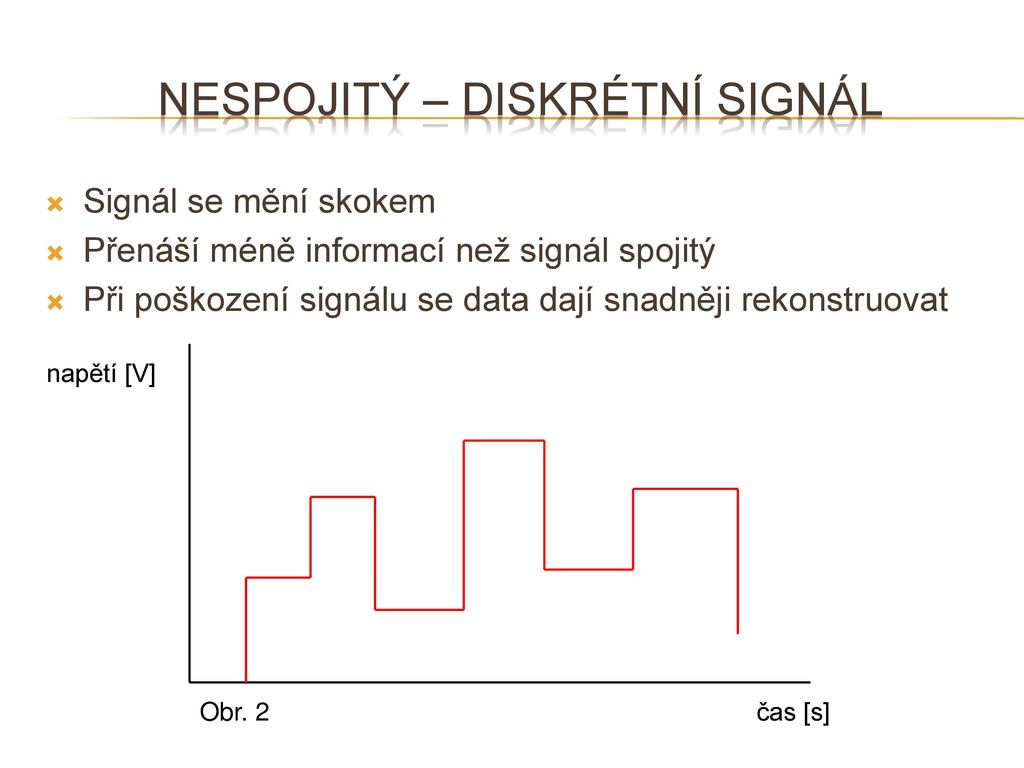 NESPOJITÝ – DISKRÉTNÍ SIGNÁL
Signál se mění skokem
Přenáší méně informací než signál spojitý
Při poškození signálu se data dají snadněji rekonstruovat
napětí [V]
Obr. 2
čas [s]